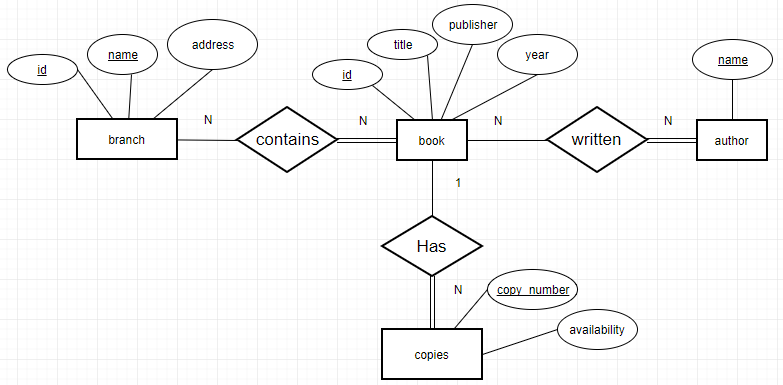 publisher
address
title
name
year
name
id
id
N
N
N
N
branch
contains
book
written
author
1
Has
N
copy_number
availability
copies